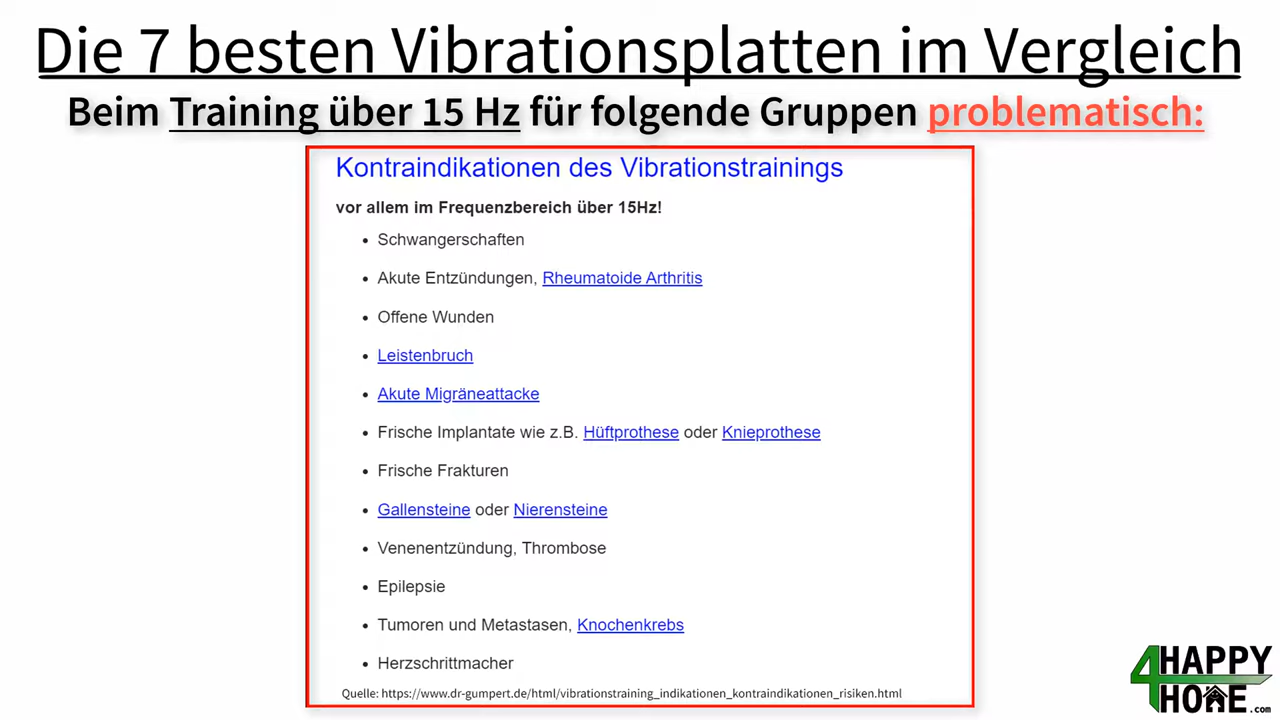 Die 7 besten Vibrationsplatten im Vergleich
Beim Training über 15 Hz für folgende Gruppen problematisch:
Kontraindikationen des Vibrationstrainings
vor allem im Frequenzbereich über 15Hz!
• Schwangerschaften
• Akute Entzündungen, Rheumatoide Arthritis
• Offene Wunden
• Leistenbruch
• Akute Migräneattacke
• Frische Implantate wie z.B. Hüftprothese oder Knieprothese
• Frische Frakturen
• Gallensteine oder Nierensteine
• Venenentzündung, Thrombose
• Epilepsie
• Tumoren und Metastasen, Knochenkrebs
• Herzschrittmacher
Quelle: https://www.dr-gumpert.de/html/vibrationstraining_indikationen_kontraindikationen_risiken.html
4HAPPY
HOME.com